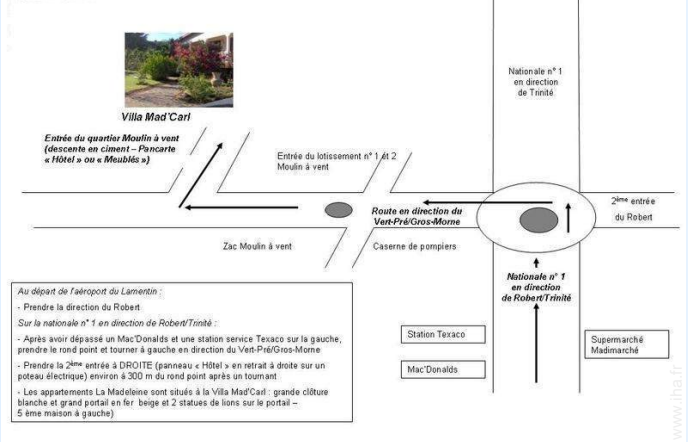 Nationale n° 1
en direction
de Trinité
Villa Mad'Carl
Entrée du quartier Moulin à vent
(descente en ciment – Pancarte
« Hôtel » ou « Meublés »)
Entrée du lotissement n° 1 ét 2
Moulin à vent
2ème entrée
du Robert
Route en direction du
Vert-Pré/Gros-Morne
Zac Moulin à vent
Caserne de pompiers
Nationale n° 1
en direction
de Robert/Trinité
Au départ de l'aéroport du Lamentin :
- Prendre la direction du Robert
Sur la nationale n° 1 en direction de Robert/Trinité :
- Après avoir dépassé un Mac'Donalds et une station service Texaco sur la gauche,
prendre le rond point et tourner à gauche en direction du Vert-Pré/Gros-Morne
- Prendre la 2ème entrée à DROITE (panneau « Hôtel » en retrait à droite sur un
poteau électrique) environ à 300 m du rond point après un tournant
- Les appartements La Madeleine sont situés à la Villa Mad'Carl : grande clôture
blanche et grand portail en fer beige et 2 statues de lions sur le portail –
5 ème maison à gauche)
Station Texaco
Mac'Donalds
Supermarché
Madimarché
www.iha.fr